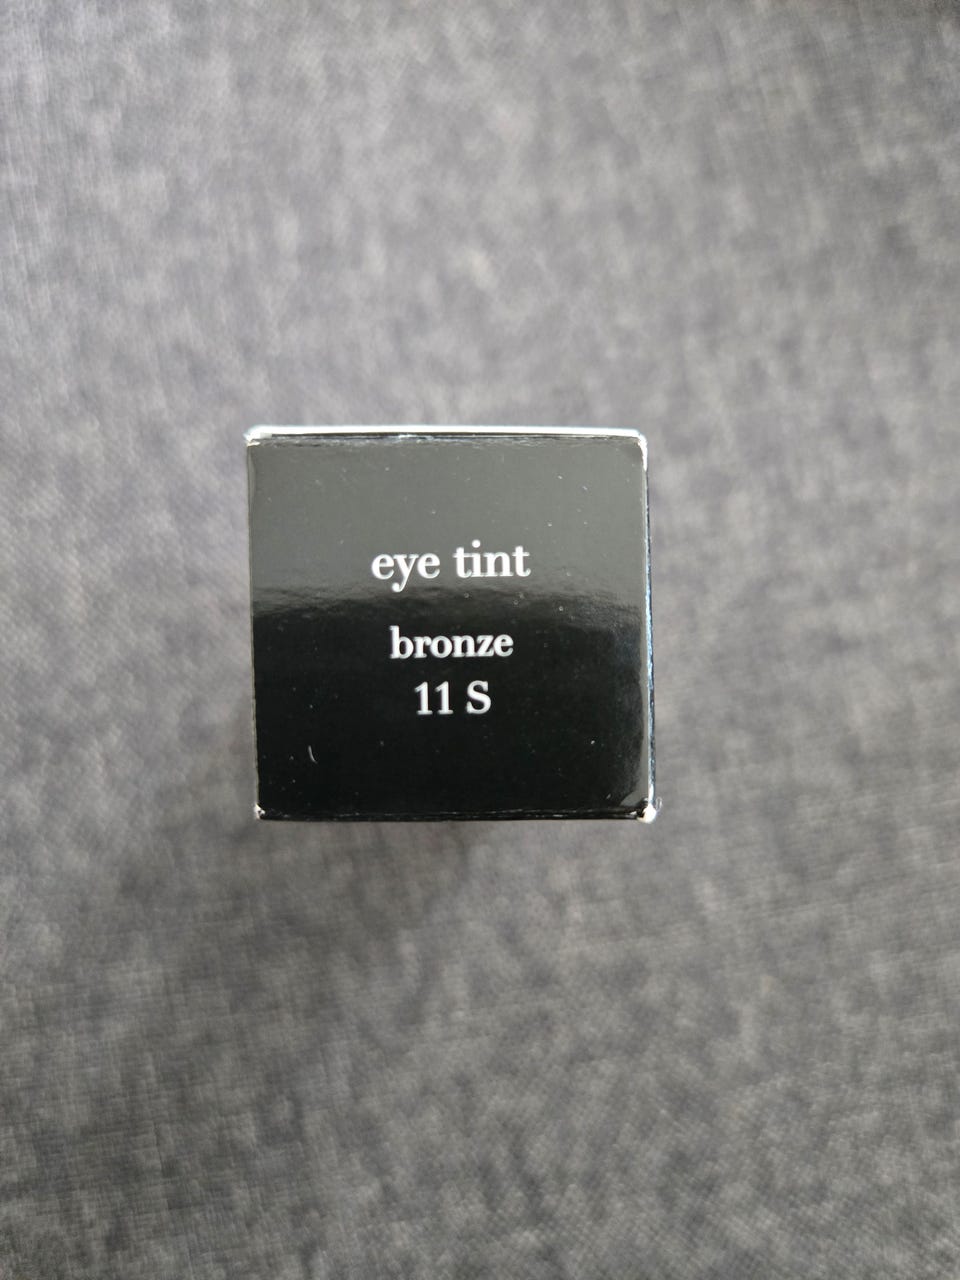 eye tint
bronze
11 S